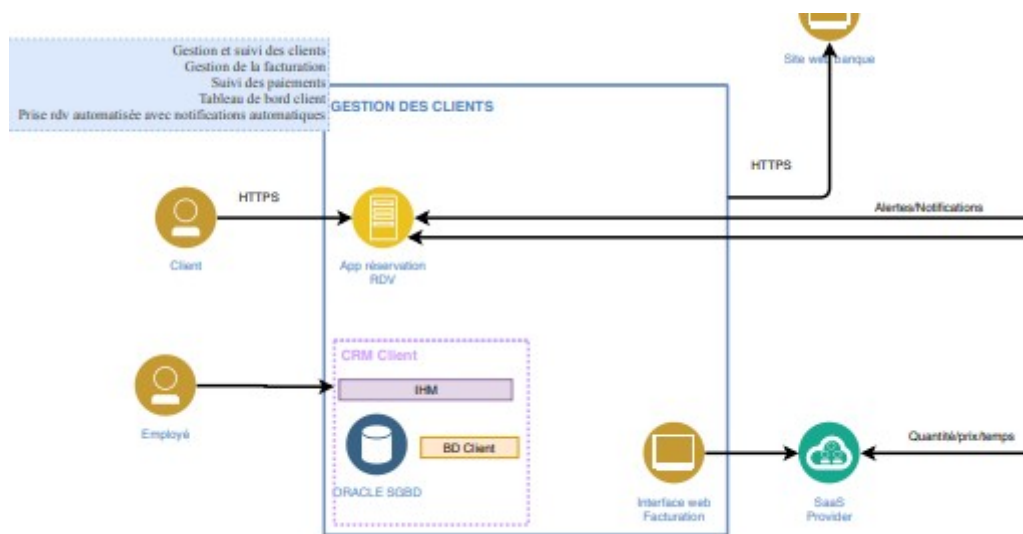 Gestion et suivi des clients
Gestion de la facturation
Suivi des paiements
Tableau de bord client
Prise rdv automatisée avec notifications automatiques
GESTION DES CLIENTS
Site web banque
HTTPS
HTTPS
Alertes/Notifications
Client
App réservation
RDV
CRM Client
IHM
Employé
BD Client
ORACLE SGBD
Quantité/prix/temps
Interface web
Facturation
SaaS
Provider